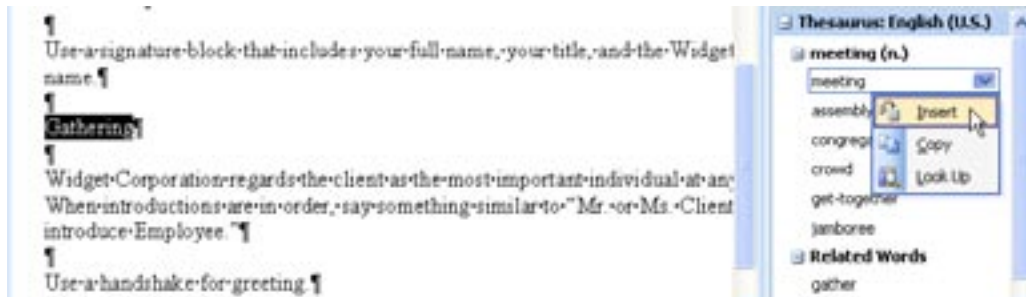 ¶
Use·a·signature·block·that·includes·your·full·name,·your·title,·and·the·Widget
name.¶
¶
Gathering¶
¶
Widget·Corporation·regards·the·client·as·the·most·important·individual·at·any
When·introductions·are·in·order,·say·something·similar·to·"Mr.·or·Ms.·Client
introduce·Employee."¶
¶
Use·a·handshake·for·greeting.¶
Thesaurus: English (U.S.)
meeting (n.)
meeting
assembly
Insert
congrega
Copy
crowd
Look Up
get-together
jamboree
Related Words
gather